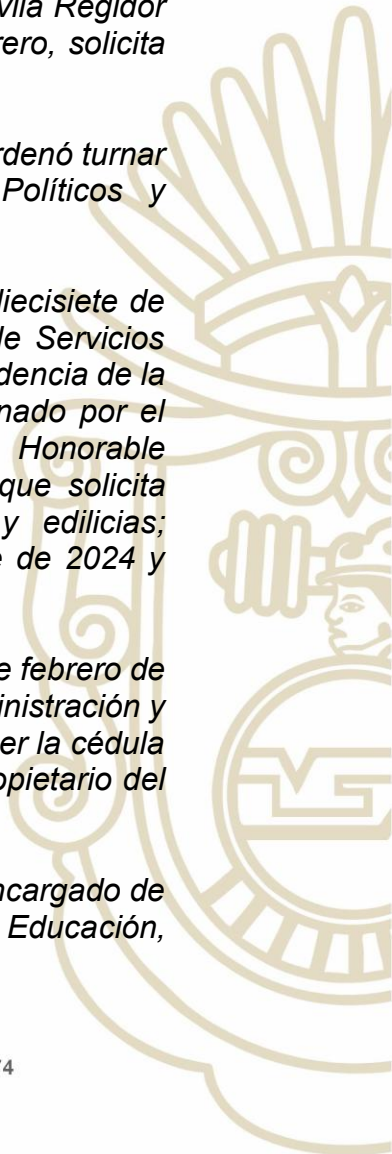 vila Regidor
rero, solicita
rdenó turnar
Políticos y
diecisiete de
de Servicios
dencia de la
nado por el
Honorable
que solicita
y edilicias;
e de 2024 y
e febrero de
inistración y
er la cédula
opietario del
ncargado de
Educación,
74